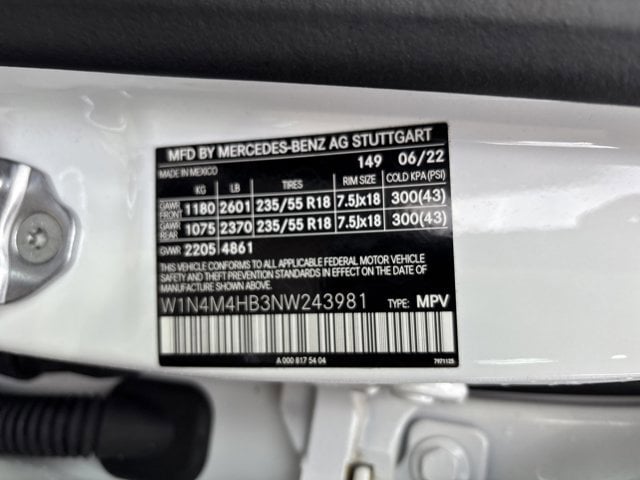 MFD BY MERCEDES-BENZ AG STUTTGART
MADE IN MEXICO 149 06/22
KG LB TIRES RIM SIZE COLD KPA(PSI)
GAWR FRONT 1180 2601 235/55 R18 7.5Jx18 300(43)
GAWR REAR 1075 2370 235/55 R18 7.5Jx18 300(43)
GVWR 2205 4861
THIS VEHICLE CONFORMS TO ALL APPLICABLE FEDERAL MOTOR VEHICLE
SAFETY AND THEFT PREVENTION STANDARDS IN EFFECT ON THE DATE OF
MANUFACTURE SHOWN ABOVE.
W1N4M4HB3NW243981 TYPE: MPV
A 000 817 54 04 7971125